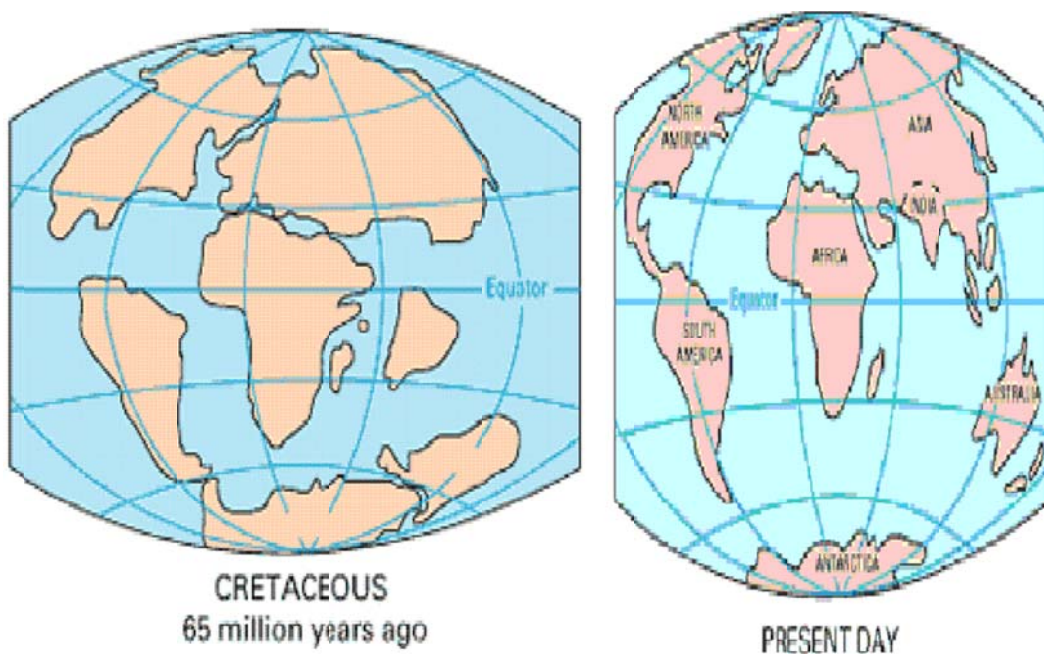 Equator
CRETACEOUS
65 million years ago
NORTH
AMERICA
ASIA
INDIA
AFRICA
Equator
SOUTH
AMERICA
AUSTRALIA
ANTARCTICA
PRESENT DAY